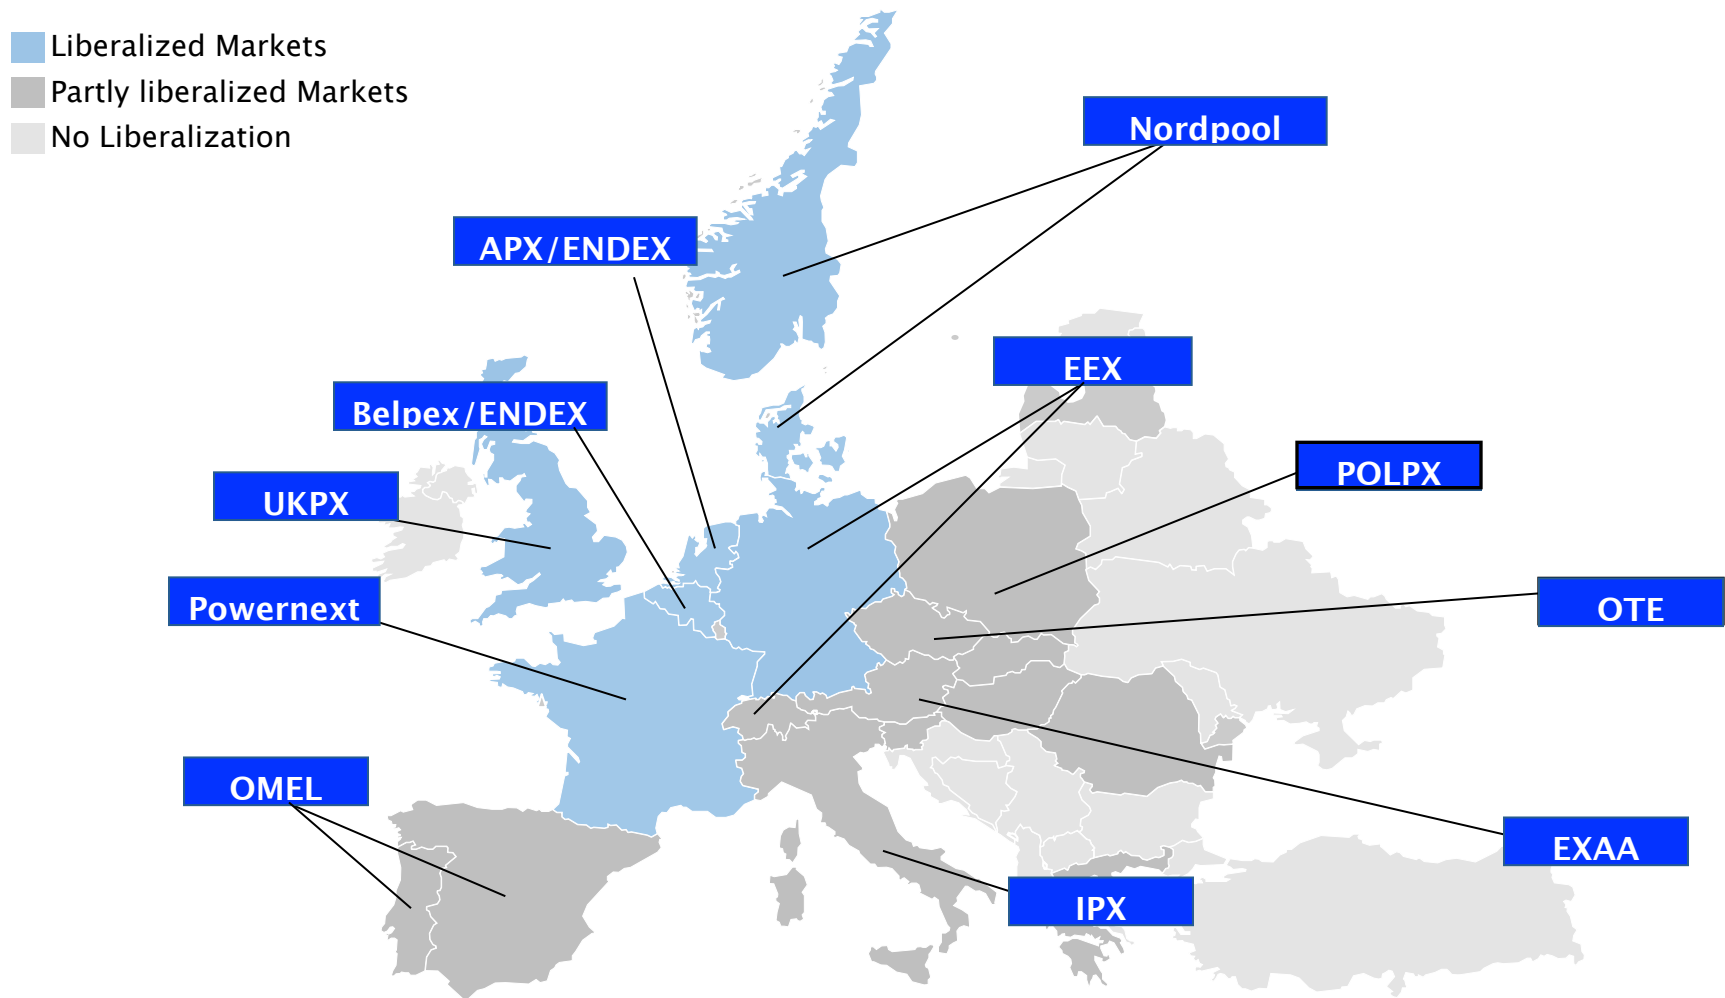 Liberalized Markets
Partly liberalized Markets
No Liberalization
Nordpool
APX/ENDEX
EEX
Belpex/ENDEX
POLPX
UKPX
Powernext
OTE
OMEL
EXAA
IPX